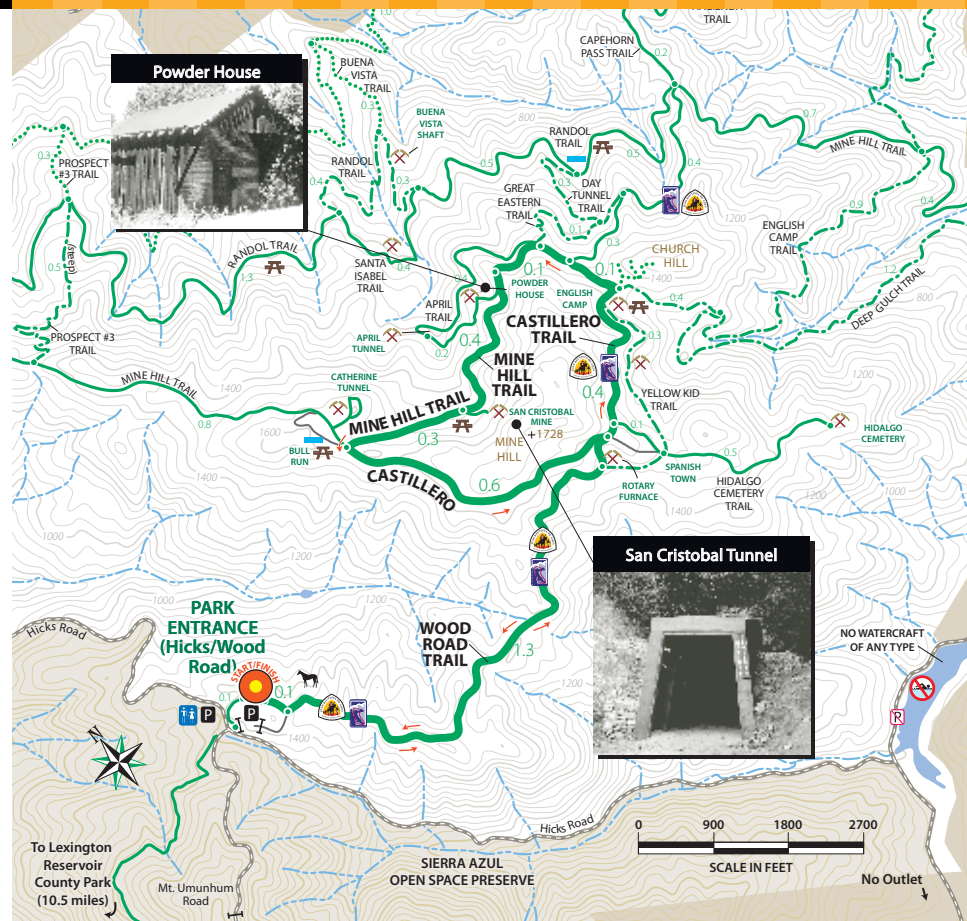 TRAIL
1.0
CAPEHORN
PASS TRAIL
0.2
Powder House
BUENA
VISTA
TRAIL
0.3
BUENA
VISTA
SHAFT
800
RANDOL
TRAIL
0.7
MINE HILL TRAIL
0.3
PROSPECT
#3 TRAIL
RANDOL
TRAIL
0.4
0.3
0.5
0.5
0.4
GREAT
EASTERN
TRAIL
0.3
DAY
TUNNEL
TRAIL
0.1
0.3
1200
0.9
0.4
ENGLISH
CAMP
TRAIL
0.5
(steep)
RANDOL TRAIL
1.3
SANTA
ISABEL
TRAIL
0.4
0.1
POWDER
HOUSE
ENGLISH
CAMP
0.1
CHURCH
HILL
1400
0.4
1.2
DEEP GULCH TRAIL
800
APRIL
TRAIL
CASTILLERO
TRAIL
0.3
PROSPECT #3
TRAIL
APRIL
TUNNEL
0.2
0.4
MINE
HILL
TRAIL
0.4
YELLOW KID
TRAIL
MINE HILL TRAIL
1400
CATHERINE
TUNNEL
0.8
1600
MINE HILL TRAIL
0.3
SAN CRISTOBAL
MINE
+1728
MINE
HILL
0.1
HIDALGO
CEMETERY
BULL
RUN
1400
CASTILLERO
0.6
ROTARY
FURNACE
SPANISH
TOWN
0.5
HIDALGO
CEMETERY
TRAIL
1400
1200
1000
1000
1200
San Cristobal Tunnel
1000
1200
PARK
ENTRANCE
(Hicks/Wood
Road)
Hicks Road
START/FINISH
0.1
0.1
WOOD
ROAD
TRAIL
1.3
1200
NO WATERCRAFT
OF ANY TYPE
P
P
R
1400
N
Hicks Road
0 900 1800 2700
SCALE IN FEET
To Lexington
Reservoir
County Park
(10.5 miles)
Mt. Umunhum
Road
SIERRA AZUL
OPEN SPACE PRESERVE
No Outlet